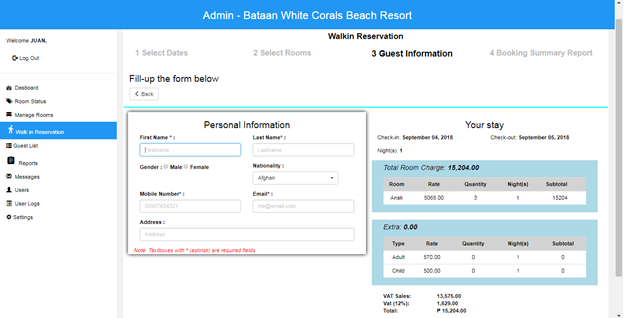 Admin - Bataan White Corals Beach Resort
Welcome JUAN,
Log Out
Dasboard
Room Status
Manage Rooms
Walk in Reservation
Guest List
Reports
Messages
Users
User Logs
Settings
Walkin Reservation
1 Select Dates 2 Select Rooms 3 Guest Information 4 Booking Summary Report
Fill-up the form below
< Back
Personal Information
First Name * : Last Name* :
Firstname Lastname
Gender : Male Female Nationality :
Afghan
Mobile Number* : Email* :
09987654321 me@email.com
Address :
Address
Note: Textboxes with * (astirisk) are required fields.
Your stay
Check-in: September 04, 2018 Check-out: September 05, 2018
Night(s): 1
Total Room Charge: 15,204.00
Room Rate Quantity Night(s) Subtotal
Anak 5068.00 3 1 15204
Extra: 0.00
Type Rate Quantity Night(s) Subtotal
Adult 570.00 0 1 0
Child 500.00 0 1 0
VAT Sales: 13,575.00
Vat (12%): 1,629.00
Total: ₱ 15,204.00